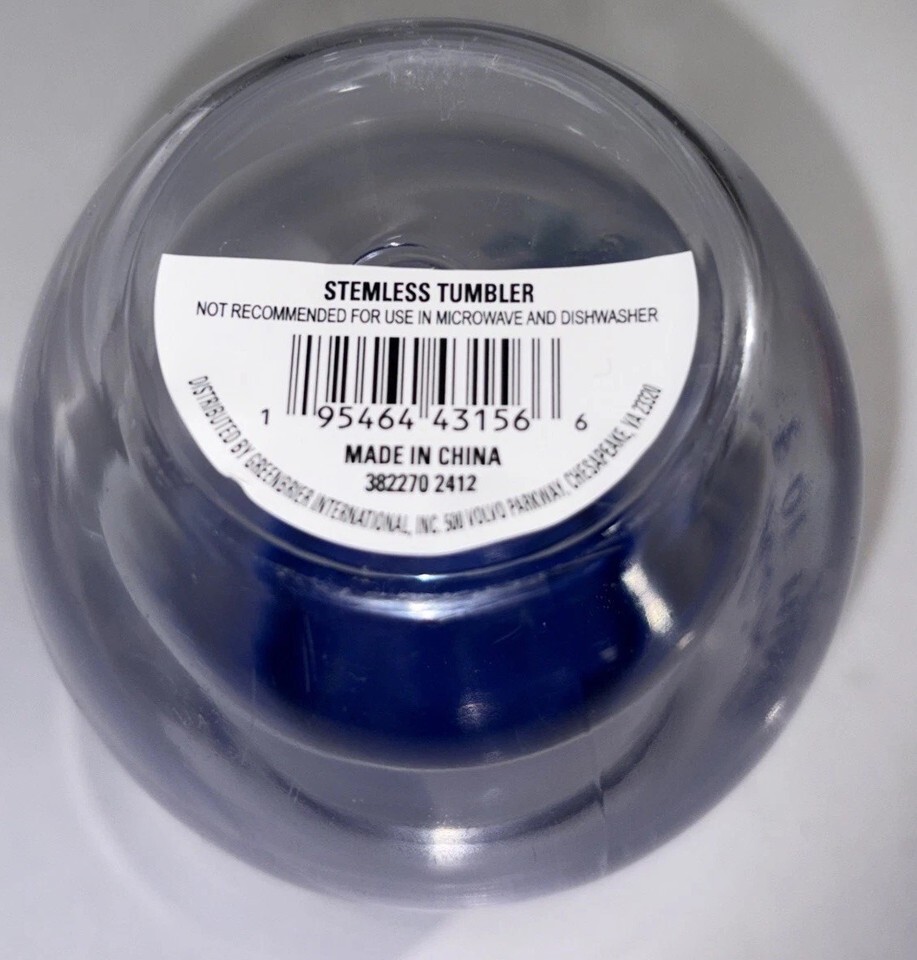 STEMLESS TUMBLER
NOT RECOMMENDED FOR USE IN MICROWAVE AND DISHWASHER
1 95464 43156 6
MADE IN CHINA
382270 2412
DISTRIBUTED BY GREENBRIER INTERNATIONAL, INC. 500 VOLVO PARKWAY, CHESAPEAKE, VA 23320